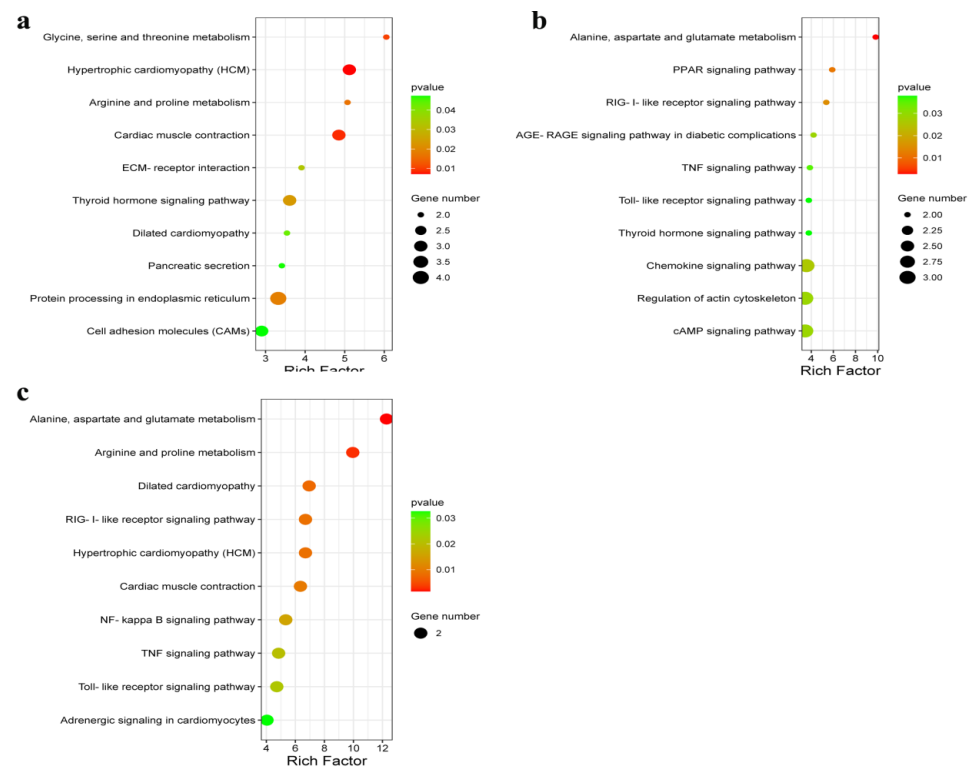 a
Glycine, serine and threonine metabolism
Hypertrophic cardiomyopathy (HCM)
Arginine and proline metabolism
Cardiac muscle contraction
ECM- receptor interaction
Thyroid hormone signaling pathway
Dilated cardiomyopathy
Pancreatic secretion
Protein processing in endoplasmic reticulum
Cell adhesion molecules (CAMs)
3 4 5 6
Rich Factor
pvalue
0.04
0.03
0.02
0.01
Gene number
2.0
2.5
3.0
3.5
4.0
b
Alanine, aspartate and glutamate metabolism
PPAR signaling pathway
RIG- I- like receptor signaling pathway
AGE- RAGE signaling pathway in diabetic complications
TNF signaling pathway
Toll- like receptor signaling pathway
Thyroid hormone signaling pathway
Chemokine signaling pathway
Regulation of actin cytoskeleton
cAMP signaling pathway
4 6 8 10
Rich Factor
pvalue
0.03
0.02
0.01
Gene number
2.00
2.25
2.50
2.75
3.00
c
Alanine, aspartate and glutamate metabolism
Arginine and proline metabolism
Dilated cardiomyopathy
RIG- I- like receptor signaling pathway
Hypertrophic cardiomyopathy (HCM)
Cardiac muscle contraction
NF- kappa B signaling pathway
TNF signaling pathway
Toll- like receptor signaling pathway
Adrenergic signaling in cardiomyocytes
4 6 8 10 12
Rich Factor
pvalue
0.03
0.02
0.01
Gene number
2